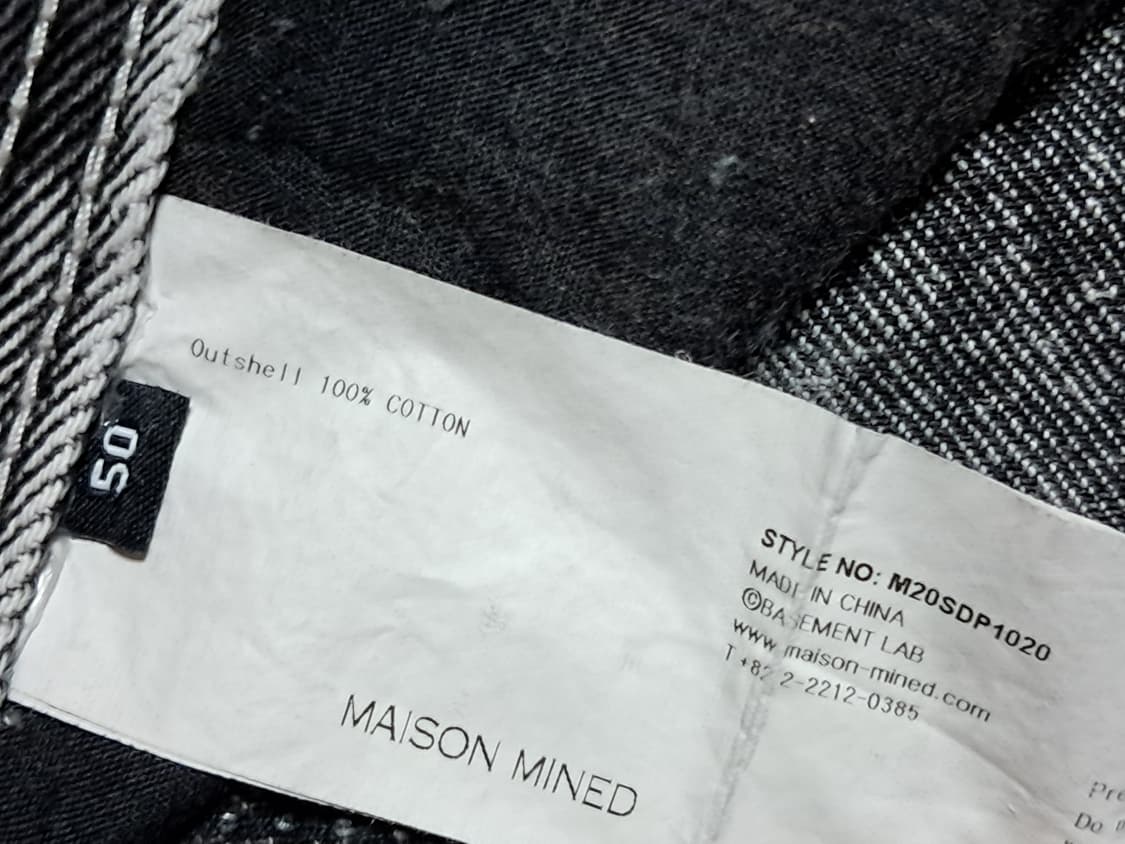 Outshell 100% COTTON
50
STYLE NO: M20SDP1020
MADE IN CHINA
©BASEMENT LAB
www.maison-mined.com
T +82 2-2212-0385
MAISON MINED
Do